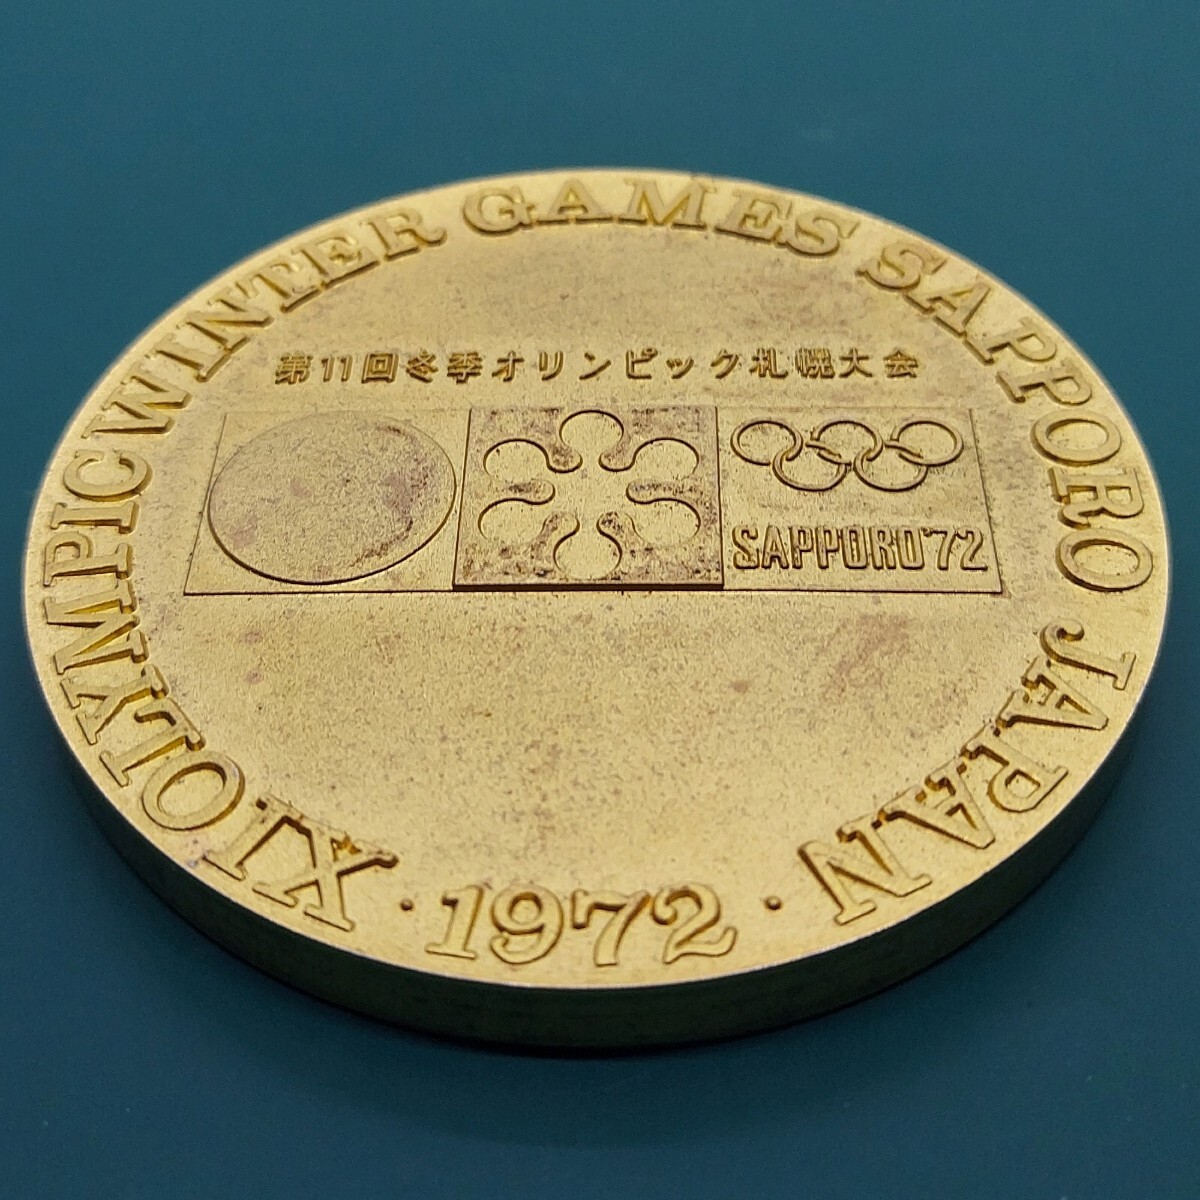 XI OLYMPIC WINTER GAMES SAPPORO JAPAN
第11回冬季オリンピック札幌大会
SAPPORO'72
· 1972 ·